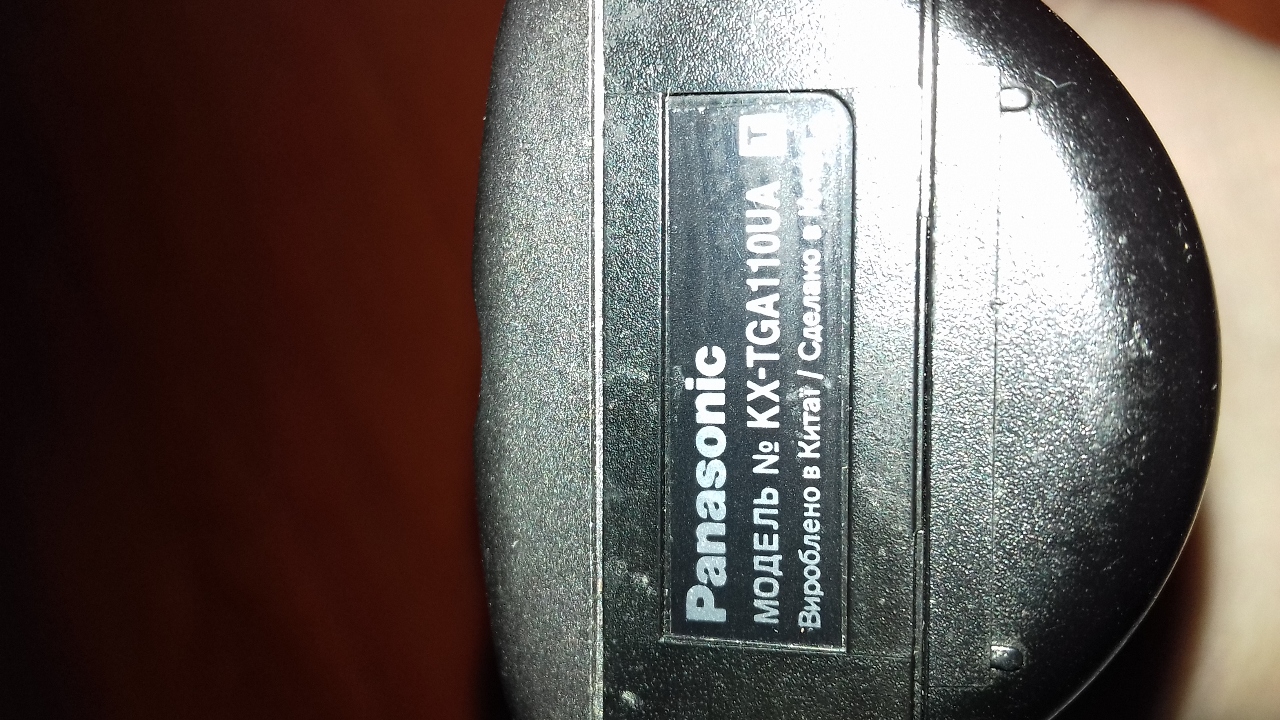 Panasonic
МОДЕЛЬ № KX-TGA110UA T
Вироблено в Китаї / Сделано в